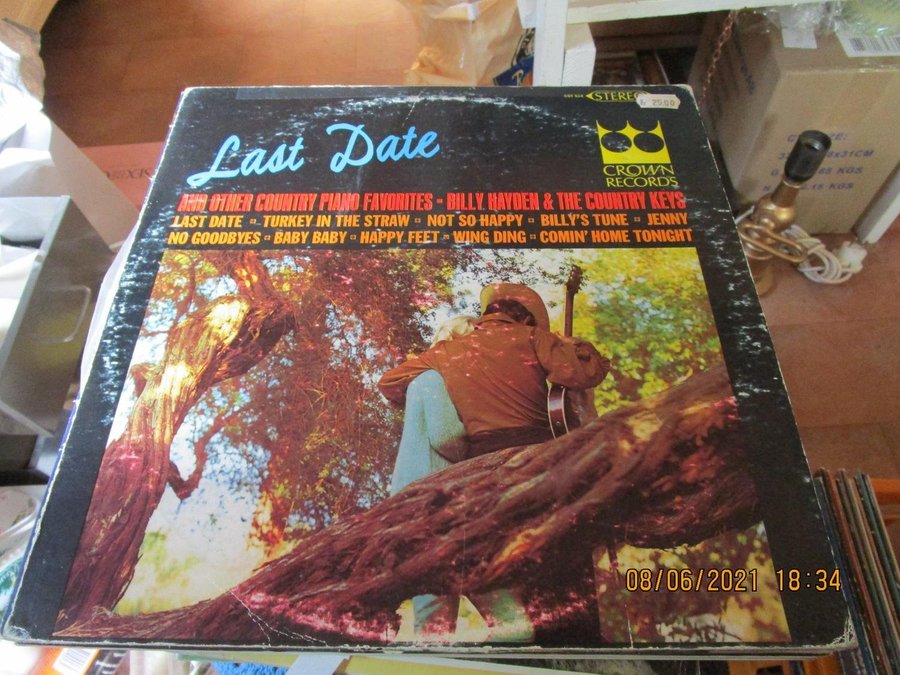 STEREO
25.00
Last Date
CROWN
RECORDS
AND OTHER COUNTRY PIANO FAVORITES - BILLY HAYDEN & THE COUNTRY KEYS
LAST DATE - TURKEY IN THE STRAW - NOT SO HAPPY - BILLY'S TUNE - JENNY
NO GOODBYES - BABY BABY - HAPPY FEET - WING DING - COMIN' HOME TONIGHT
08/06/2021 18:34